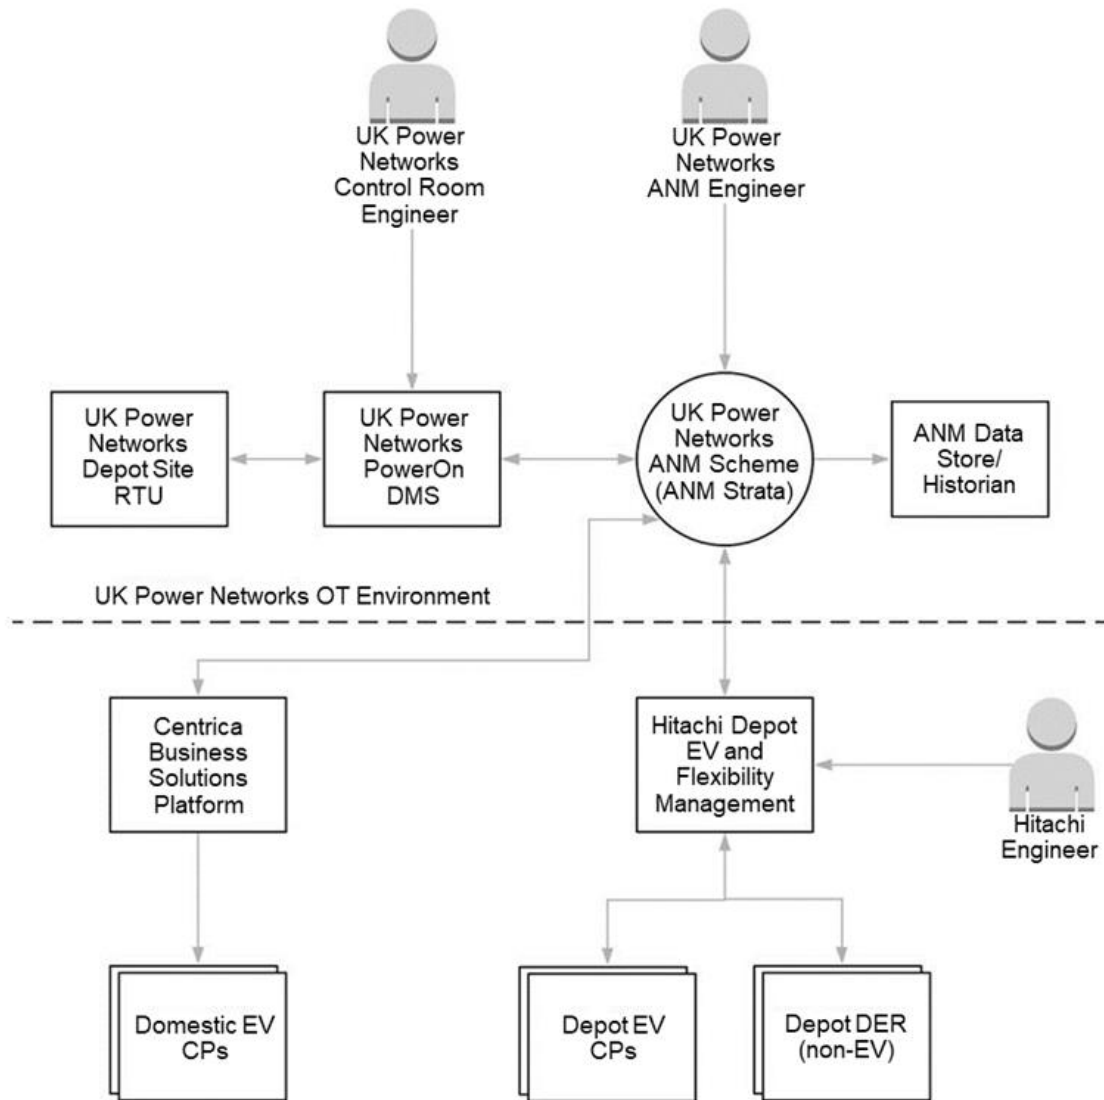 UK Power
Networks
Control Room
Engineer
UK Power
Networks
ANM Engineer
UK Power
Networks
Depot Site
RTU
UK Power
Networks
PowerOn
DMS
UK Power
Networks
ANM Scheme
(ANM Strata)
ANM Data
Store/
Historian
UK Power Networks OT Environment
Centrica
Business
Solutions
Platform
Hitachi Depot
EV and
Flexibility
Management
Hitachi
Engineer
Domestic EV
CPs
Depot EV
CPs
Depot DER
(non-EV)